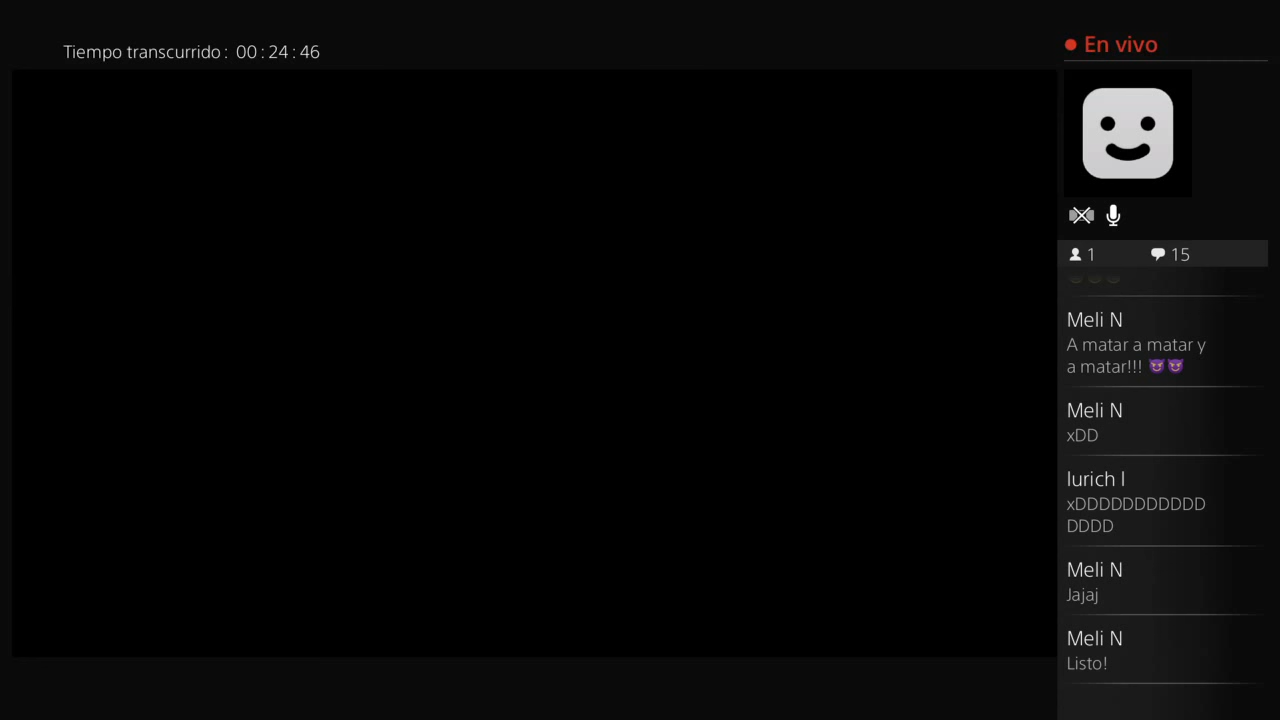 Tiempo transcurrido : 00 : 24 : 46
En vivo
1 15
Meli N
A matar a matar y
a matar!!! 😈😈
Meli N
xDD
lurich l
xDDDDDDDDDDD
DDDD
Meli N
Jajaj
Meli N
Listo!